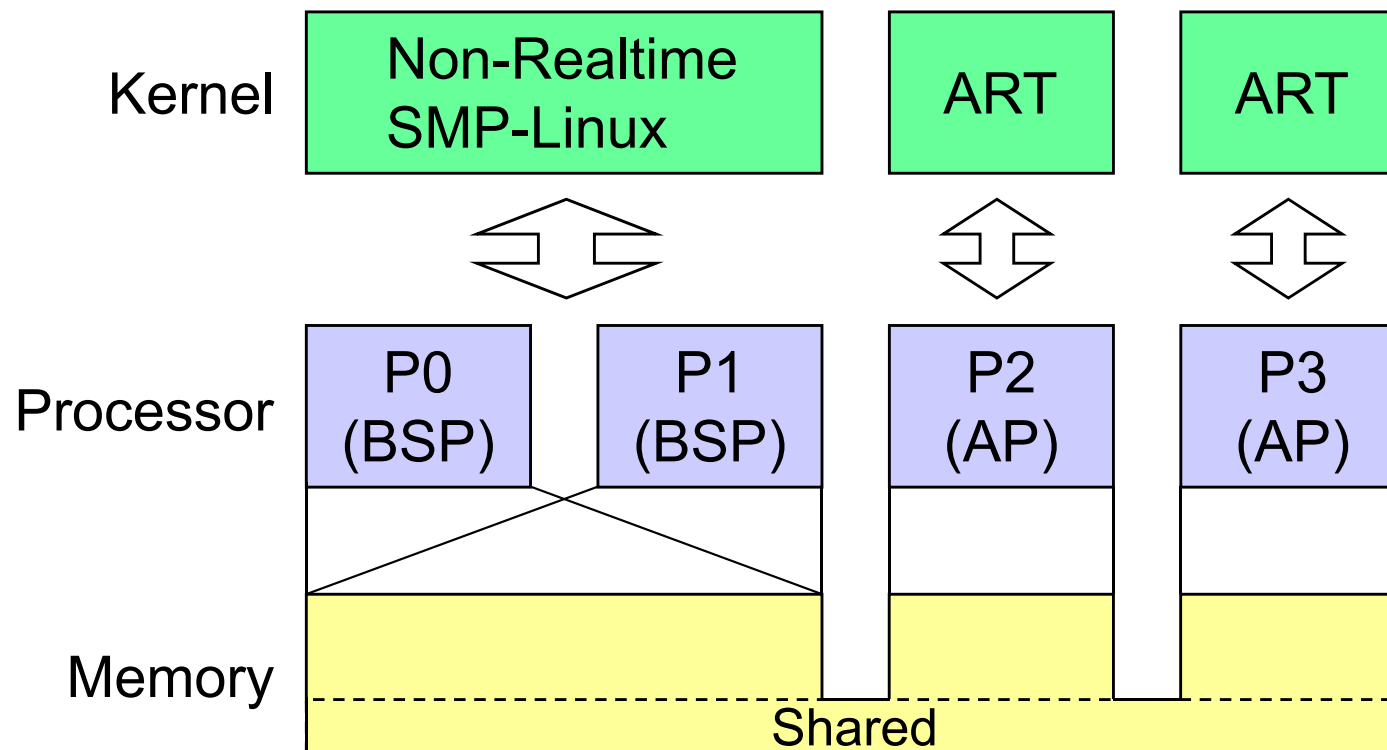 Kernel
Non-Realtime
SMP-Linux
ART
ART
Processor
P0
(BSP)
P1
(BSP)
P2
(AP)
P3
(AP)
Memory
Shared